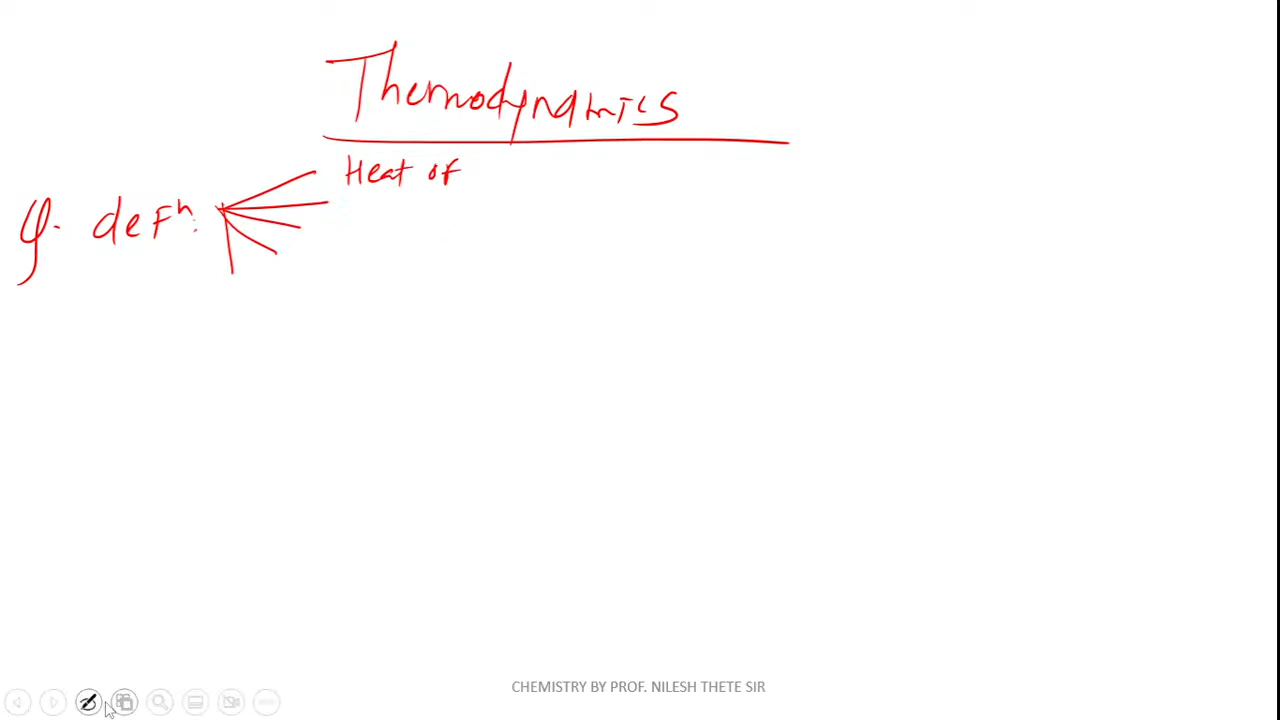 Thermodynamics
Heat of
φ. deFⁿ:
CHEMISTRY BY PROF. NILESH THETE SIR